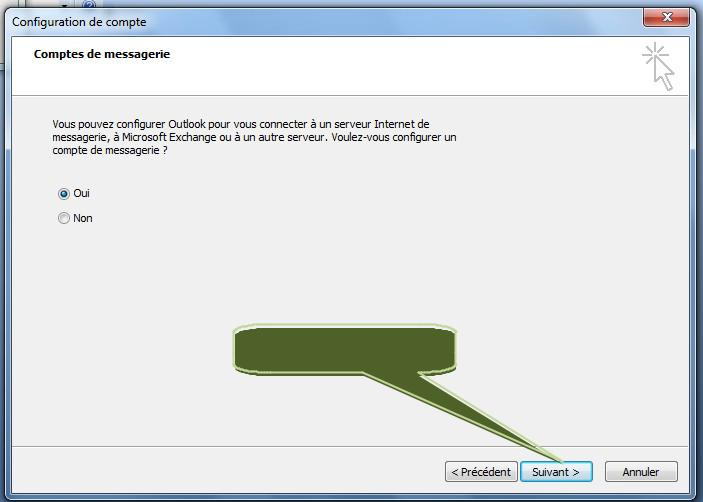 Configuration de compte
Comptes de messagerie
Vous pouvez configurer Outlook pour vous connecter à un serveur Internet de
messagerie, à Microsoft Exchange ou à un autre serveur. Voulez-vous configurer un
compte de messagerie ?
Oui
Non
< Précédent
Suivant >
Annuler